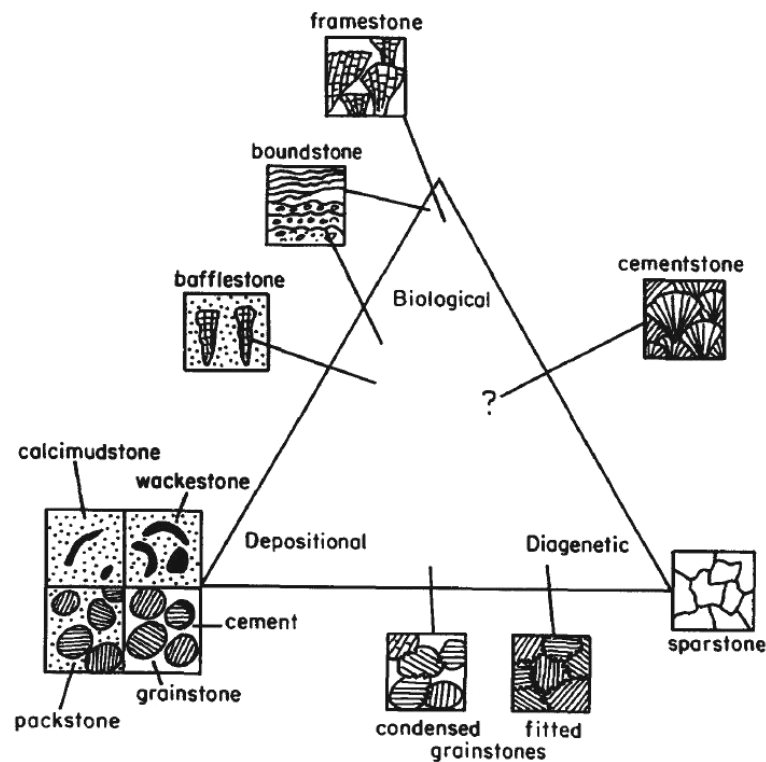 framestone
boundstone
bafflestone
cementstone
Biological
?
calcimudstone
wackestone
Depositional
Diagenetic
cement
sparstone
grainstone
packstone
condensed fitted
grainstones